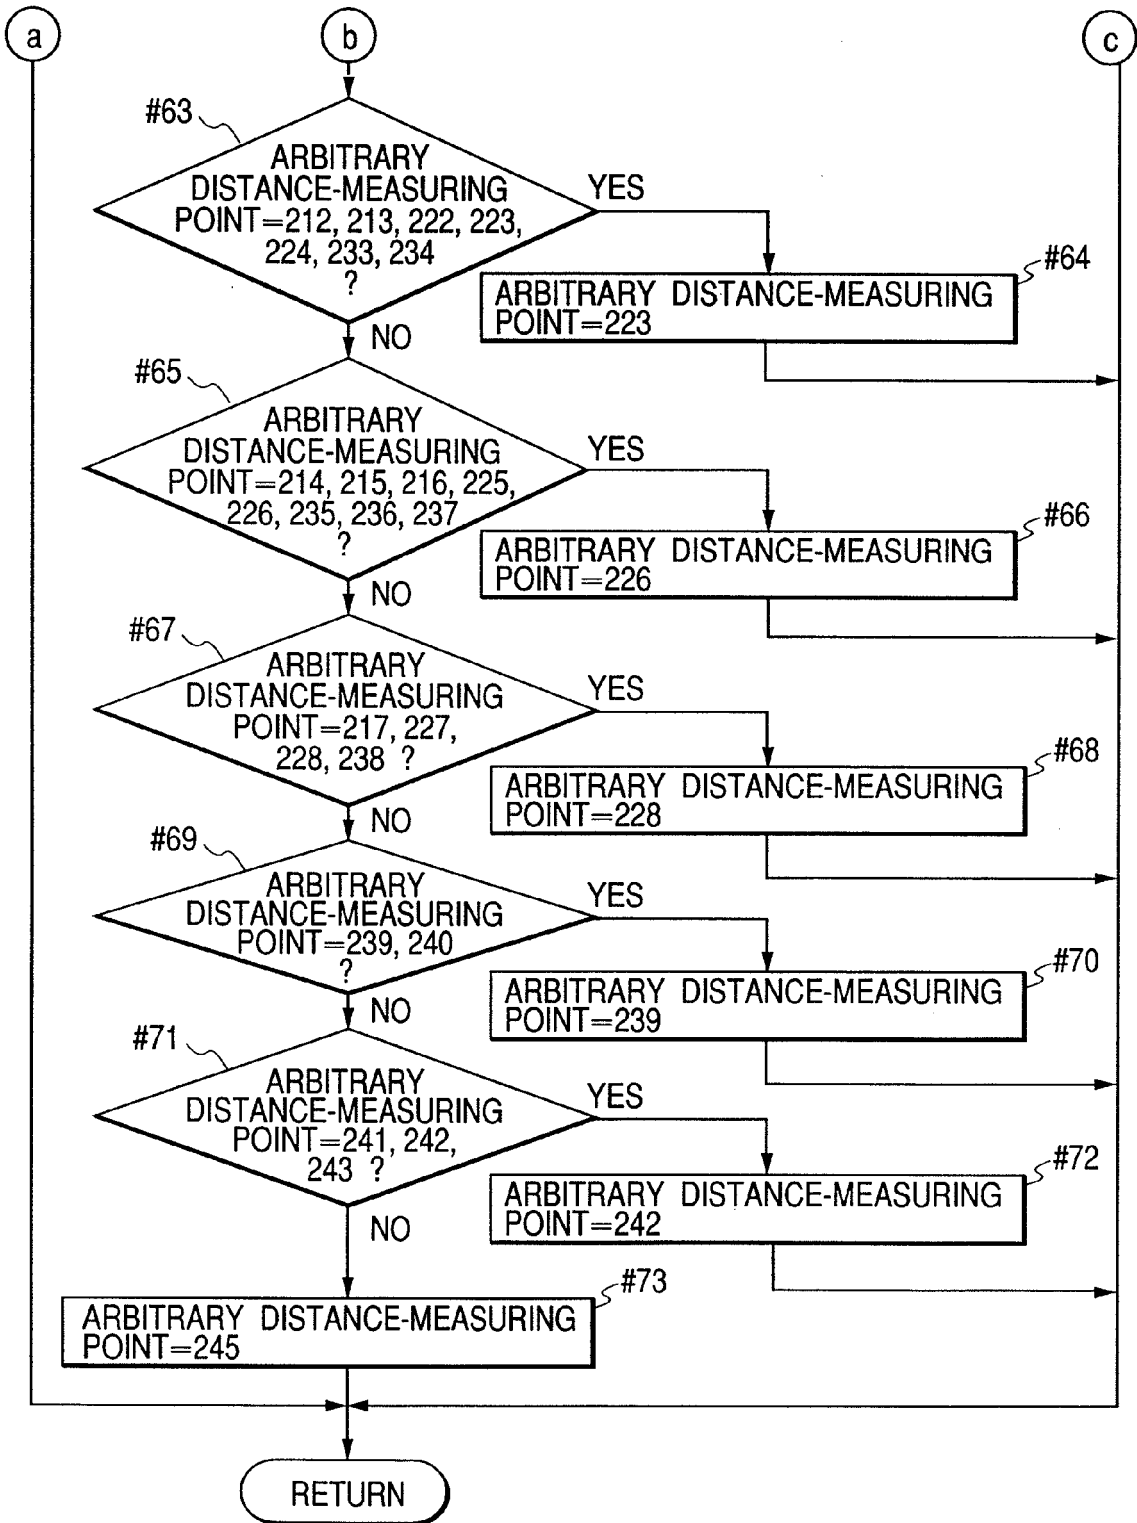 a
b
c
#63
ARBITRARY
DISTANCE-MEASURING
POINT=212, 213, 222, 223,
224, 233, 234
?
YES
#64
ARBITRARY DISTANCE-MEASURING
POINT=223
NO
#65
ARBITRARY
DISTANCE-MEASURING
POINT=214, 215, 216, 225,
226, 235, 236, 237
?
YES
#66
ARBITRARY DISTANCE-MEASURING
POINT=226
NO
#67
ARBITRARY
DISTANCE-MEASURING
POINT=217, 227,
228, 238 ?
YES
#68
ARBITRARY DISTANCE-MEASURING
POINT=228
NO
#69
ARBITRARY
DISTANCE-MEASURING
POINT=239, 240
?
YES
#70
ARBITRARY DISTANCE-MEASURING
POINT=239
NO
#71
ARBITRARY
DISTANCE-MEASURING
POINT=241, 242,
243 ?
YES
#72
ARBITRARY DISTANCE-MEASURING
POINT=242
NO
#73
ARBITRARY DISTANCE-MEASURING
POINT=245
RETURN